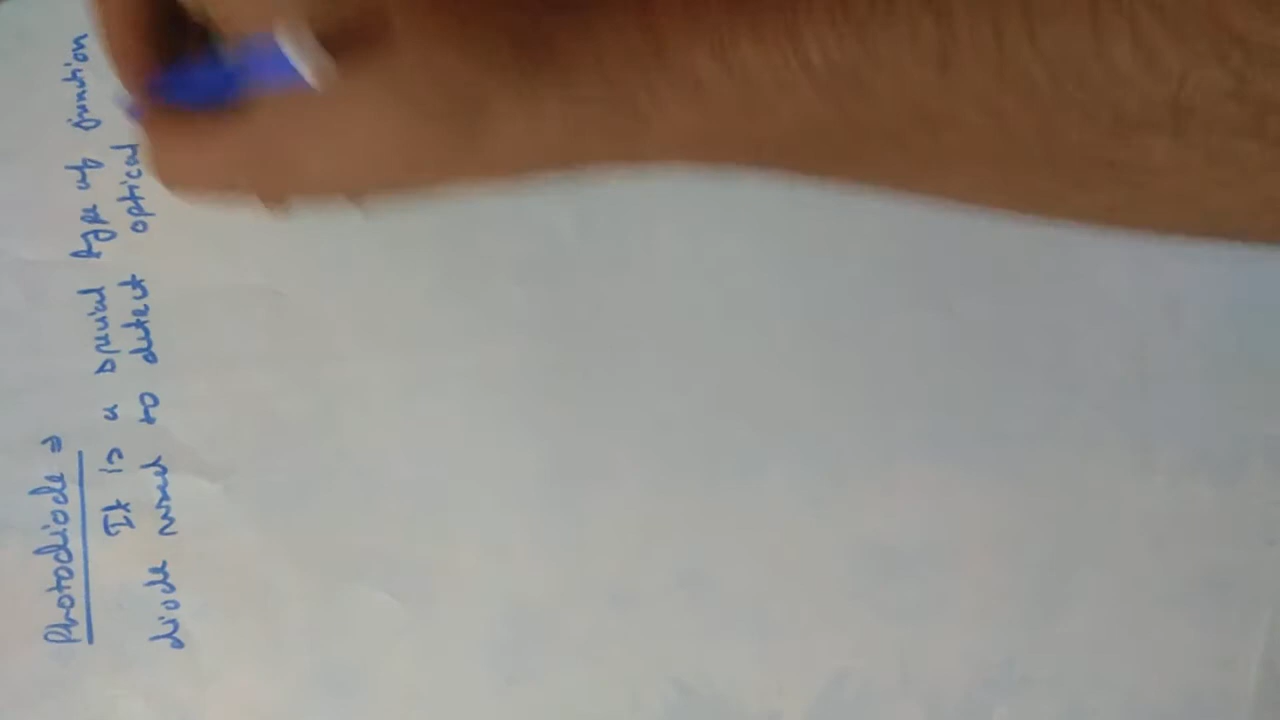 Photodiode ⇒
It is a special type of junction
diode used to detect optical